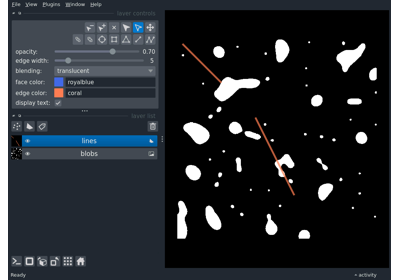 File View Plugins Window Help
layer controls
opacity: 0.70
edge width: 5
blending: translucent
face color: royalblue
edge color: coral
display text:
layer list
lines
blobs
Ready
activity